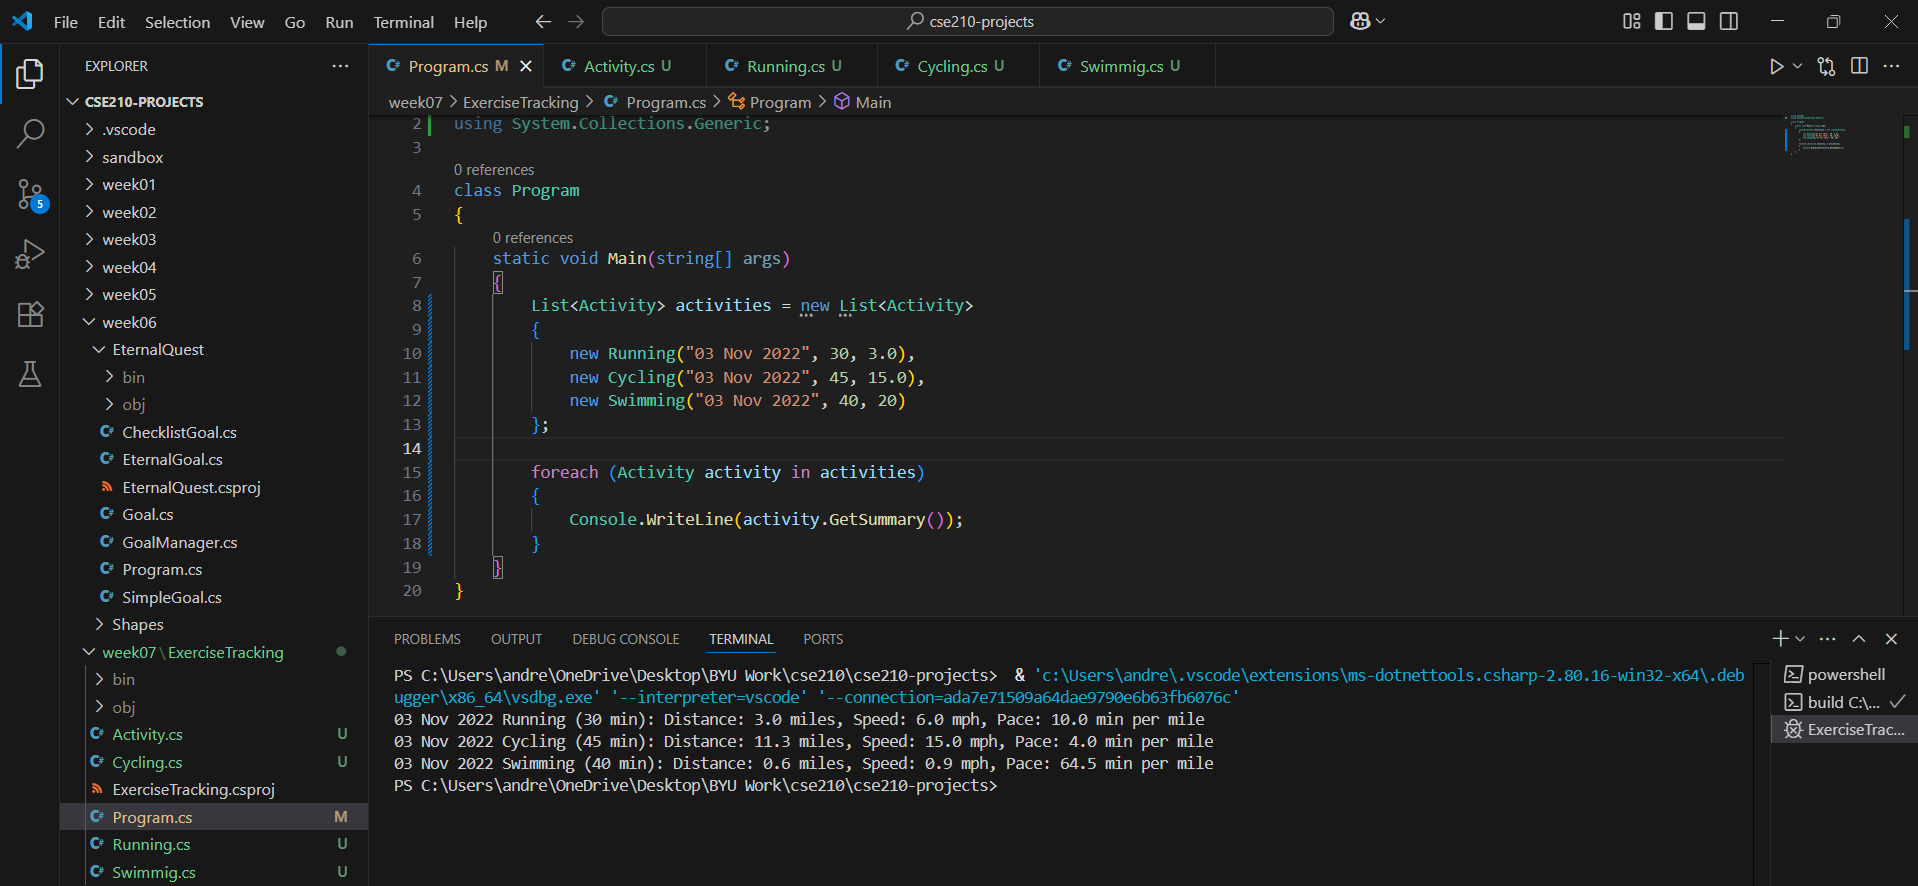 File Edit Selection View Go Run Terminal Help
cse210-projects
EXPLORER
CSE210-PROJECTS
.vscode
sandbox
week01
week02
week03
week04
week05
week06
EternalQuest
bin
obj
ChecklistGoal.cs
EternalGoal.cs
EternalQuest.csproj
Goal.cs
GoalManager.cs
Program.cs
SimpleGoal.cs
Shapes
week07\ExerciseTracking
bin
obj
Activity.cs U
Cycling.cs U
ExerciseTracking.csproj
Program.cs M
Running.cs U
Swimmig.cs U
5
Program.cs M Activity.cs U Running.cs U Cycling.cs U Swimmig.cs U
week07 > ExerciseTracking > Program.cs > Program > Main
2 using System.Collections.Generic;
3
0 references
4 class Program
5 {
0 references
6 static void Main(string[] args)
7 {
8 List<Activity> activities = new List<Activity>
9 {
10 new Running("03 Nov 2022", 30, 3.0),
11 new Cycling("03 Nov 2022", 45, 15.0),
12 new Swimming("03 Nov 2022", 40, 20)
13 };
14
15 foreach (Activity activity in activities)
16 {
17 Console.WriteLine(activity.GetSummary());
18 }
19 }
20 }
PROBLEMS OUTPUT DEBUG CONSOLE TERMINAL PORTS
PS C:\Users\andre\OneDrive\Desktop\BYU Work\cse210\cse210-projects> & 'c:\Users\andre\.vscode\extensions\ms-dotnettools.csharp-2.80.16-win32-x64\.deb
ugger\x86_64\vsdbg.exe' '--interpreter=vscode' '--connection=ada7e71509a64dae9790e6b63fb6076c'
03 Nov 2022 Running (30 min): Distance: 3.0 miles, Speed: 6.0 mph, Pace: 10.0 min per mile
03 Nov 2022 Cycling (45 min): Distance: 11.3 miles, Speed: 15.0 mph, Pace: 4.0 min per mile
03 Nov 2022 Swimming (40 min): Distance: 0.6 miles, Speed: 0.9 mph, Pace: 64.5 min per mile
PS C:\Users\andre\OneDrive\Desktop\BYU Work\cse210\cse210-projects>
powershell
build C:\...
ExerciseTrac...